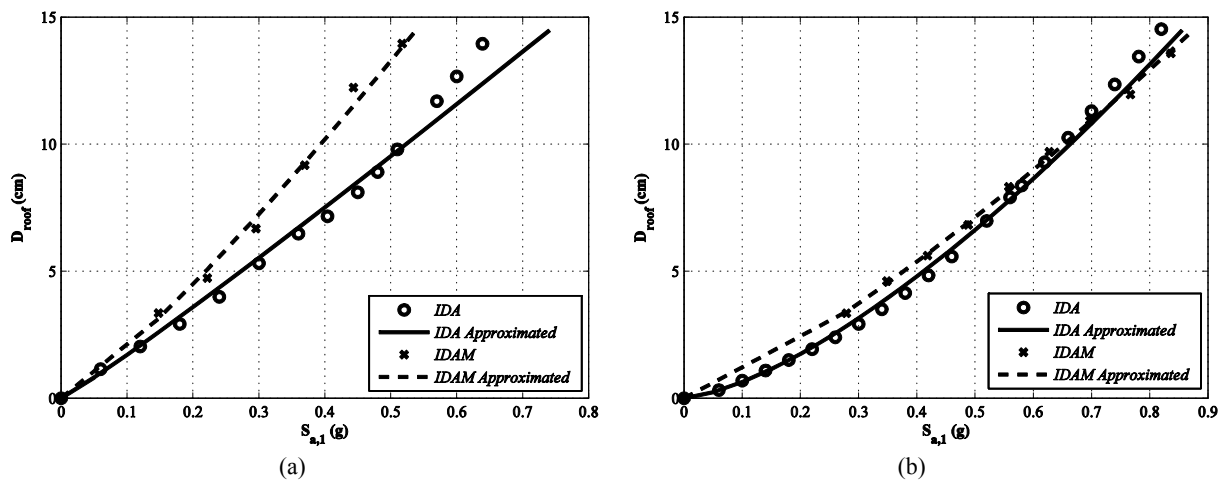 15
10
5
0
D_roof (cm)
0 0.1 0.2 0.3 0.4 0.5 0.6 0.7 0.8
S_a,1 (g)
IDA
IDA Approximated
IDAM
IDAM Approximated
(a)
15
10
5
0
D_roof (cm)
0 0.1 0.2 0.3 0.4 0.5 0.6 0.7 0.8 0.9
S_a,1 (g)
IDA
IDA Approximated
IDAM
IDAM Approximated
(b)